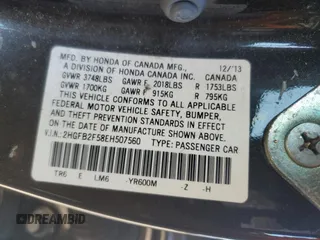 MFD. BY HONDA OF CANADA MFG., 12/13
A DIVISION OF HONDA CANADA INC. CANADA
GVWR 3748LBS GAWR F 2018LBS R 1753LBS
GVWR 1700KG GAWR F 915KG R 795KG
THIS VEHICLE CONFORMS TO ALL APPLICABLE
FEDERAL MOTOR VEHICLE SAFETY, BUMPER,
AND THEFT PREVENTION STANDARDS IN EFFECT
ON THE DATE OF MANUFACTURE SHOWN ABOVE.
V.I.N.: 2HGFB2F58EH507560 TYPE: PASSENGER CAR
TR6 E LM6 -YR600M -Z -H
DREAMBID